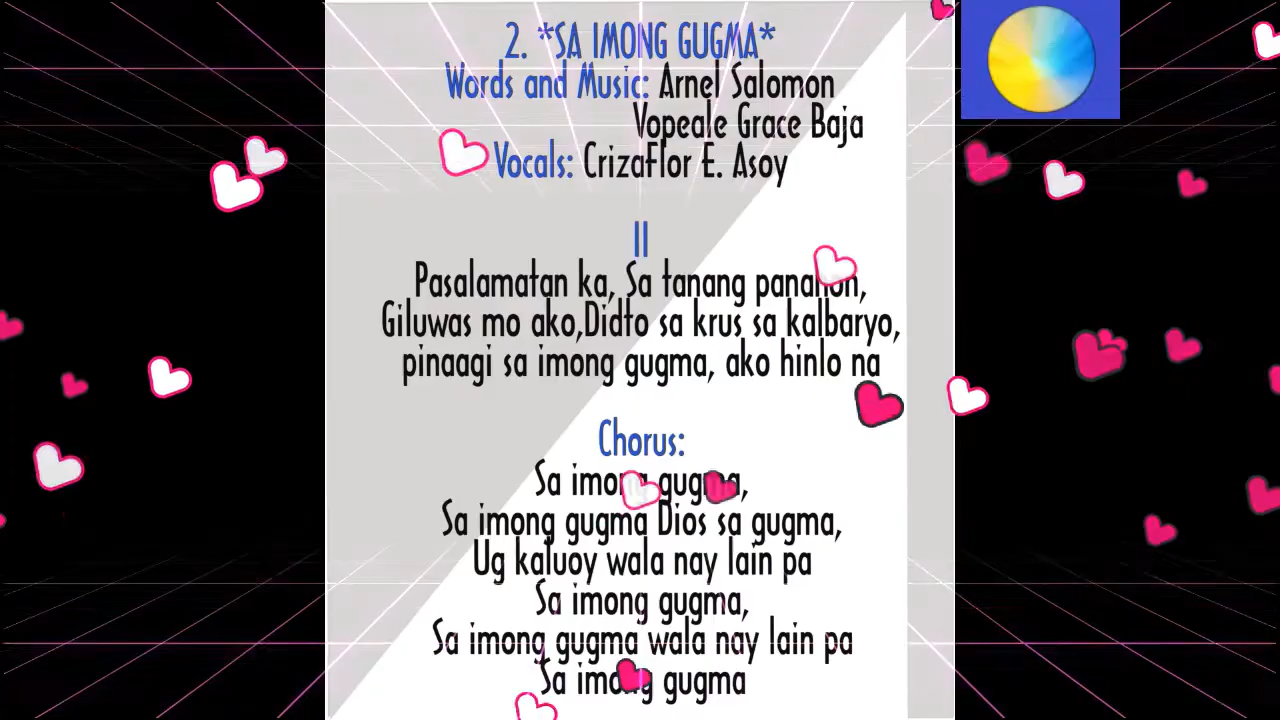 2. *SA IMONG GUGMA*
Words and Music: Arnel Salomon
Vopeale Grace Baja
Vocals: CrizaFlor E. Asoy
II
Pasalamatan ka, Sa tanang panahon,
Giluwas mo ako,Didto sa krus sa kalbaryo,
pinaagi sa imong gugma, ako hinlo na
Chorus:
Sa imong gugma,
Sa imong gugma Dios sa gugma,
Ug kaluoy wala nay lain pa
Sa imong gugma,
Sa imong gugma wala nay lain pa
Sa imong gugma